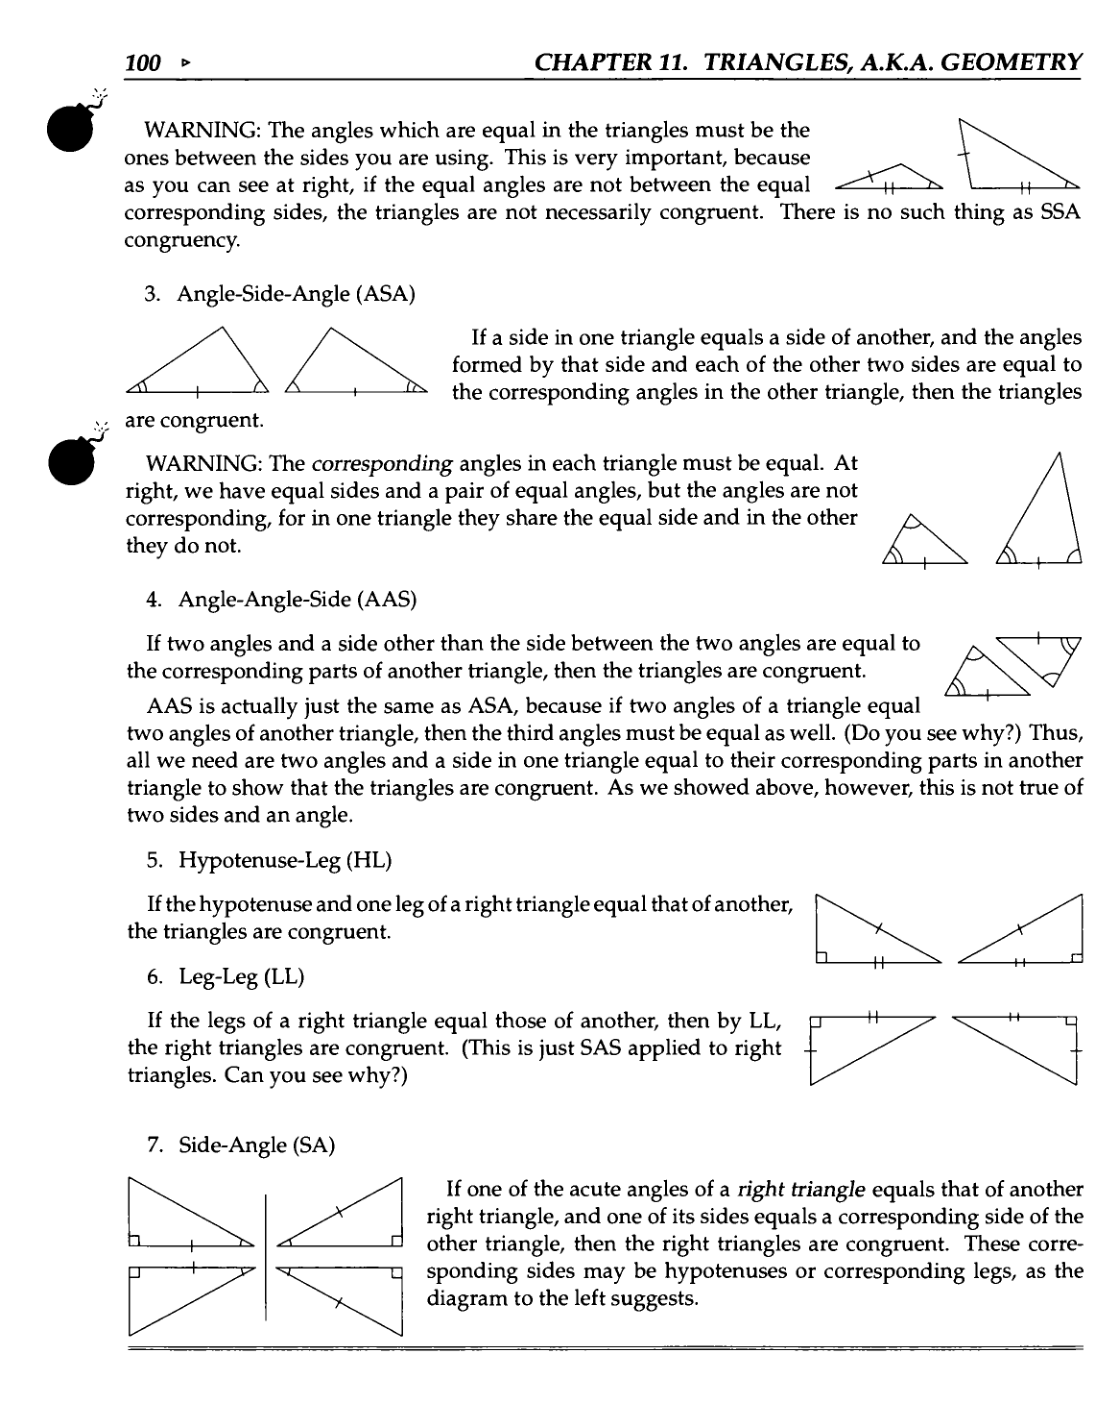 100 ▹ CHAPTER 11. TRIANGLES, A.K.A. GEOMETRY
WARNING: The angles which are equal in the triangles must be the
ones between the sides you are using. This is very important, because
as you can see at right, if the equal angles are not between the equal
corresponding sides, the triangles are not necessarily congruent. There is no such thing as SSA
congruency.
3. Angle-Side-Angle (ASA)
If a side in one triangle equals a side of another, and the angles
formed by that side and each of the other two sides are equal to
the corresponding angles in the other triangle, then the triangles
are congruent.
WARNING: The corresponding angles in each triangle must be equal. At
right, we have equal sides and a pair of equal angles, but the angles are not
corresponding, for in one triangle they share the equal side and in the other
they do not.
4. Angle-Angle-Side (AAS)
If two angles and a side other than the side between the two angles are equal to
the corresponding parts of another triangle, then the triangles are congruent.
AAS is actually just the same as ASA, because if two angles of a triangle equal
two angles of another triangle, then the third angles must be equal as well. (Do you see why?) Thus,
all we need are two angles and a side in one triangle equal to their corresponding parts in another
triangle to show that the triangles are congruent. As we showed above, however, this is not true of
two sides and an angle.
5. Hypotenuse-Leg (HL)
If the hypotenuse and one leg of a right triangle equal that of another,
the triangles are congruent.
6. Leg-Leg (LL)
If the legs of a right triangle equal those of another, then by LL,
the right triangles are congruent. (This is just SAS applied to right
triangles. Can you see why?)
7. Side-Angle (SA)
If one of the acute angles of a right triangle equals that of another
right triangle, and one of its sides equals a corresponding side of the
other triangle, then the right triangles are congruent. These corre-
sponding sides may be hypotenuses or corresponding legs, as the
diagram to the left suggests.